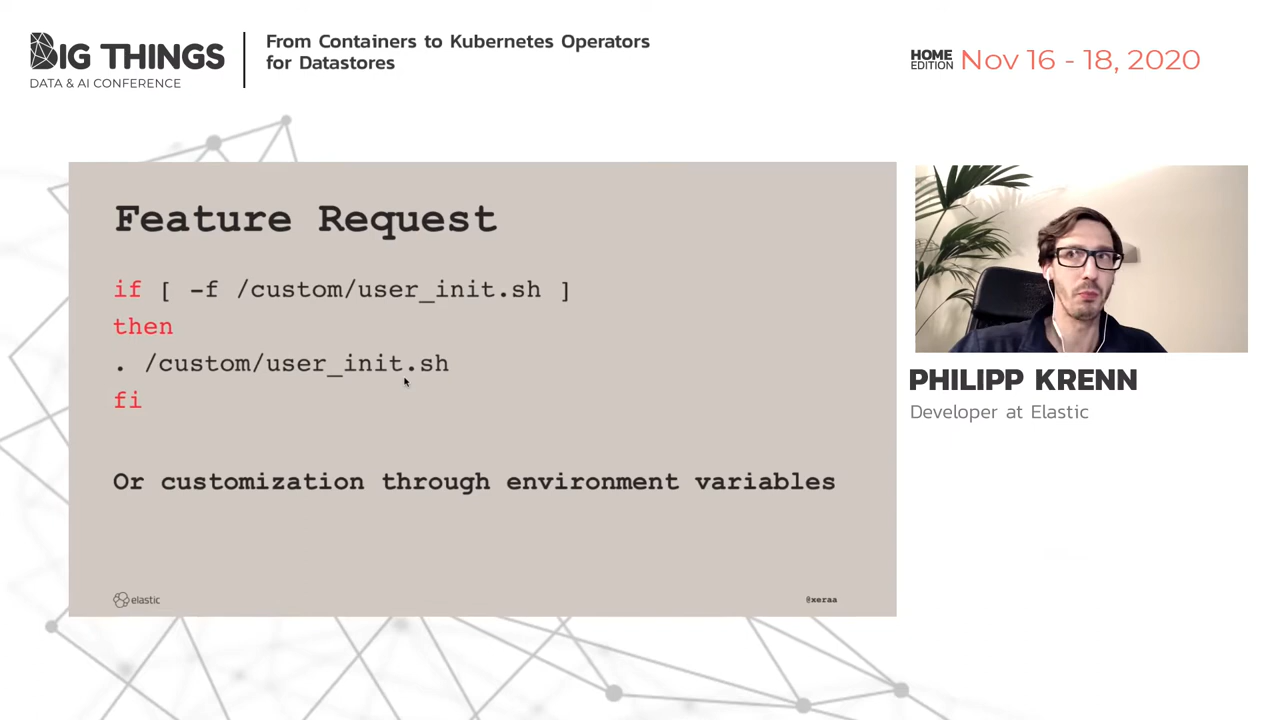 BIG THINGS
DATA & AI CONFERENCE
From Containers to Kubernetes Operators
for Datastores
HOME
EDITION
Nov 16 - 18, 2020
Feature Request
if [ -f /custom/user_init.sh ]
then
. /custom/user_init.sh
fi
Or customization through environment variables
elastic
@xeraa
PHILIPP KRENN
Developer at Elastic